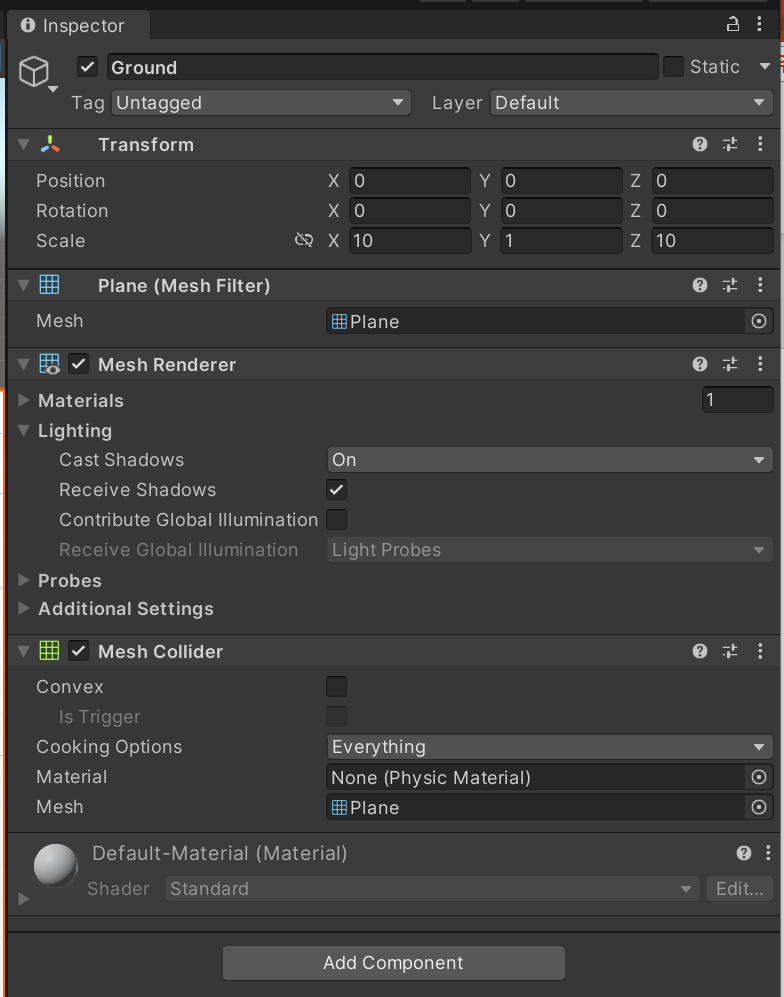 Inspector
Ground Static
Tag Untagged Layer Default
Transform
Position X 0 Y 0 Z 0
Rotation X 0 Y 0 Z 0
Scale X 10 Y 1 Z 10
Plane (Mesh Filter)
Mesh Plane
Mesh Renderer
Materials 1
Lighting
Cast Shadows On
Receive Shadows
Contribute Global Illumination
Receive Global Illumination Light Probes
Probes
Additional Settings
Mesh Collider
Convex
Is Trigger
Cooking Options Everything
Material None (Physic Material)
Mesh Plane
Default-Material (Material)
Shader Standard Edit...
Add Component